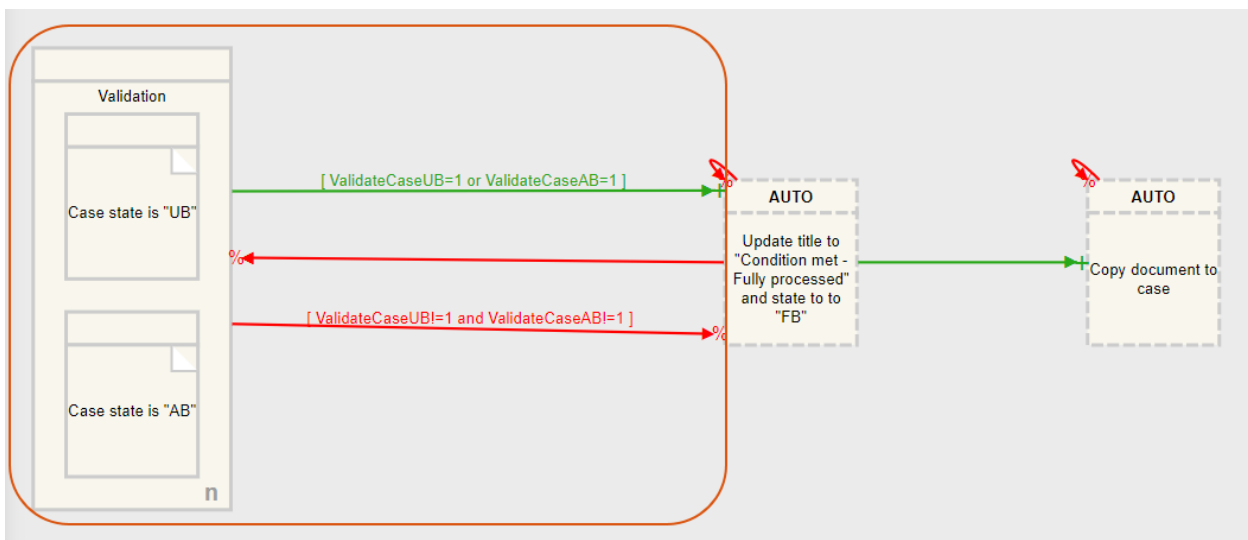 Validation
Case state is "UB"
[ ValidateCaseUB=1 or ValidateCaseAB=1 ]
+
%
AUTO
Update title to
"Condition met -
Fully processed"
and state to to
"FB"
%
[ ValidateCaseUB!=1 and ValidateCaseAB!=1 ]
%
Case state is "AB"
n
+
%
AUTO
Copy document to
case